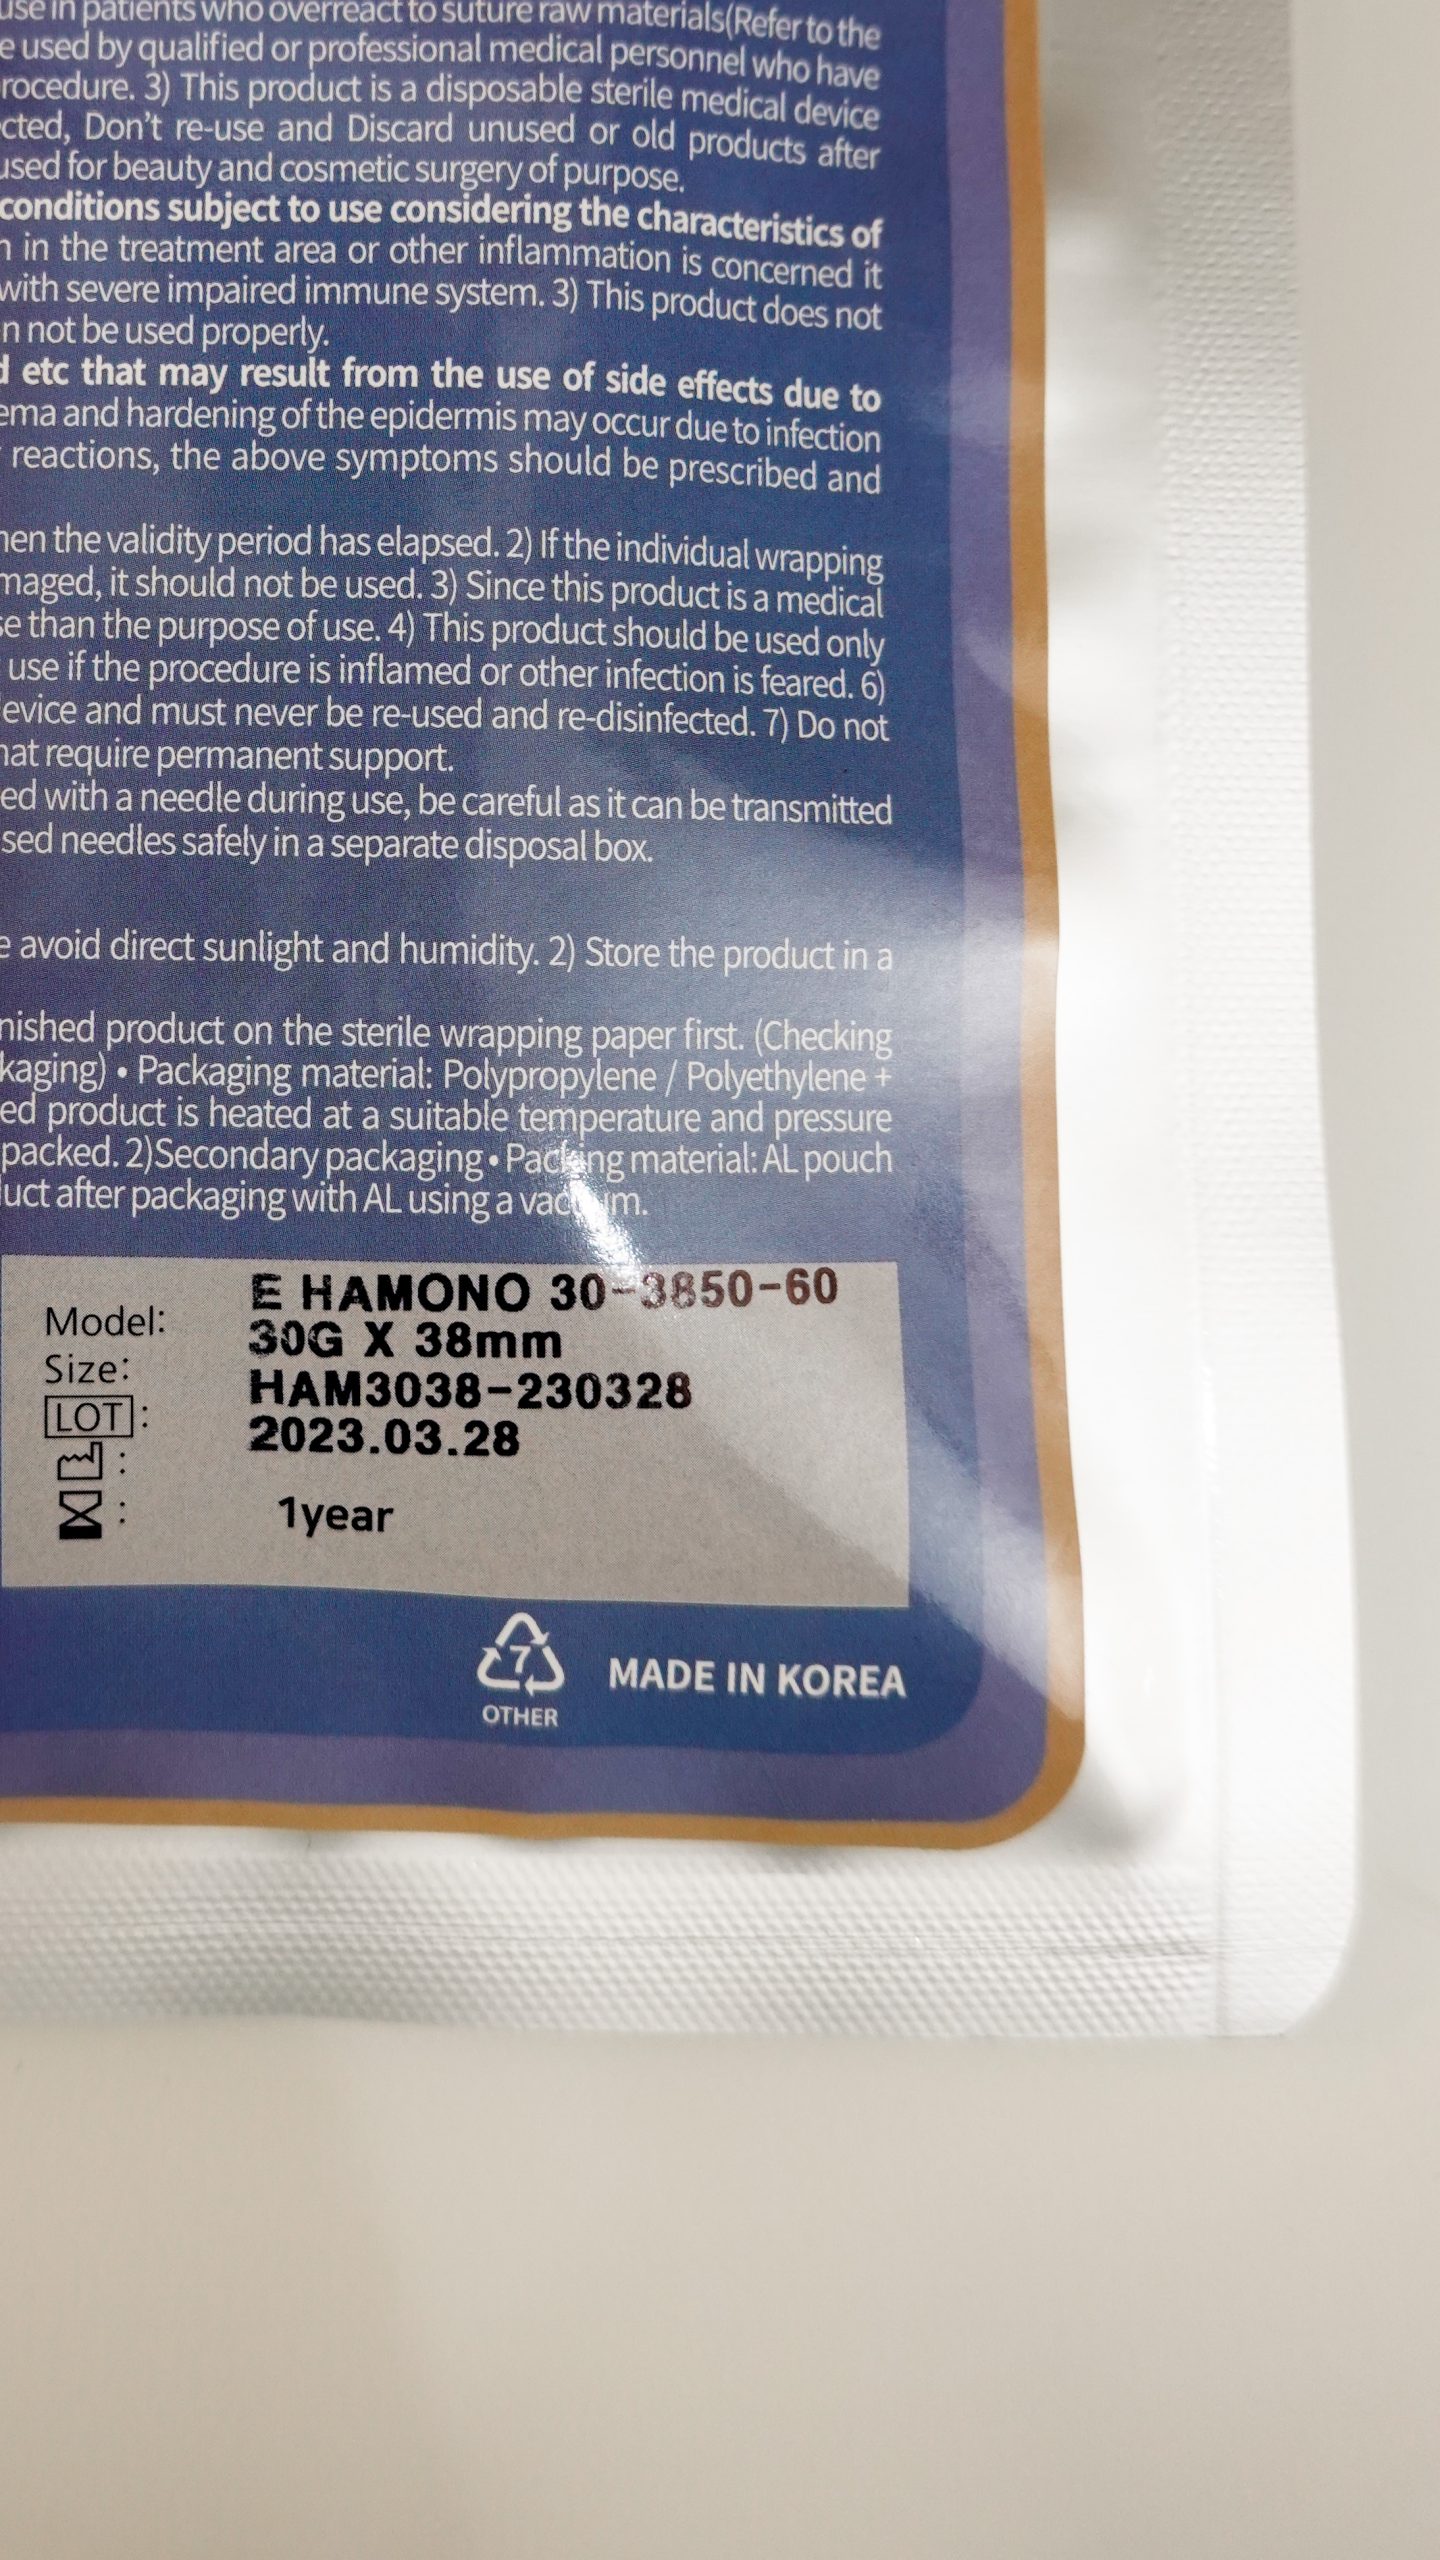 use in patients who overreact to suture raw materials(Refer to the
e used by qualified or professional medical personnel who have
rocedure. 3) This product is a disposable sterile medical device
cted, Don't re-use and Discard unused or old products after
used for beauty and cosmetic surgery of purpose.
conditions subject to use considering the characteristics of
n in the treatment area or other inflammation is concerned it
with severe impaired immune system. 3) This product does not
n not be used properly.
d etc that may result from the use of side effects due to
ema and hardening of the epidermis may occur due to infection
reactions, the above symptoms should be prescribed and
hen the validity period has elapsed. 2) If the individual wrapping
maged, it should not be used. 3) Since this product is a medical
se than the purpose of use. 4) This product should be used only
use if the procedure is inflamed or other infection is feared. 6)
evice and must never be re-used and re-disinfected. 7) Do not
hat require permanent support.
ed with a needle during use, be careful as it can be transmitted
sed needles safely in a separate disposal box.
e avoid direct sunlight and humidity. 2) Store the product in a
nished product on the sterile wrapping paper first. (Checking
kaging) • Packaging material: Polypropylene / Polyethylene +
ed product is heated at a suitable temperature and pressure
packed. 2)Secondary packaging • Packing material: AL pouch
uct after packaging with AL using a vacuum.
Model: E HAMONO 30-3850-60
Size: 30G X 38mm
LOT: HAM3038-230328
: 2023.03.28
: 1year
7
OTHER
MADE IN KOREA